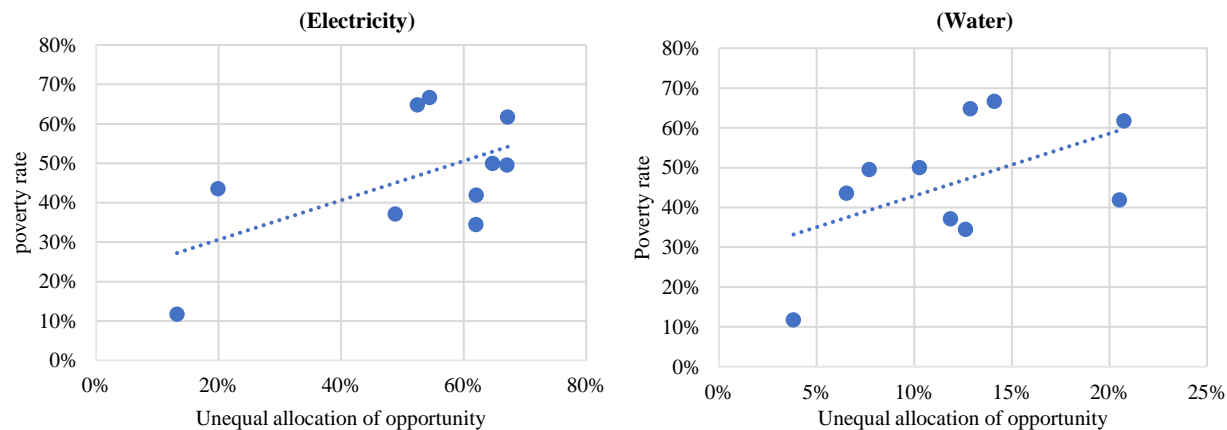 (Electricity)
80%
70%
60%
50%
40%
30%
20%
10%
0%
poverty rate
0% 20% 40% 60% 80%
Unequal allocation of opportunity
(Water)
80%
70%
60%
50%
40%
30%
20%
10%
0%
Poverty rate
0% 5% 10% 15% 20% 25%
Unequal allocation of opportunity